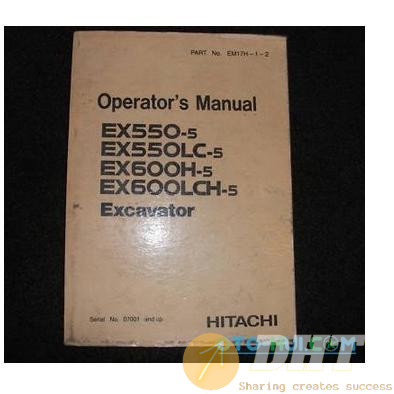 PART. No. EM17H-1-2
Operator's Manual
EX550-5
EX550LC-5
EX600H-5
EX600LCH-5
Excavator
Serial No. 07001 and up
HITACHI
DHT
Sharing creates success